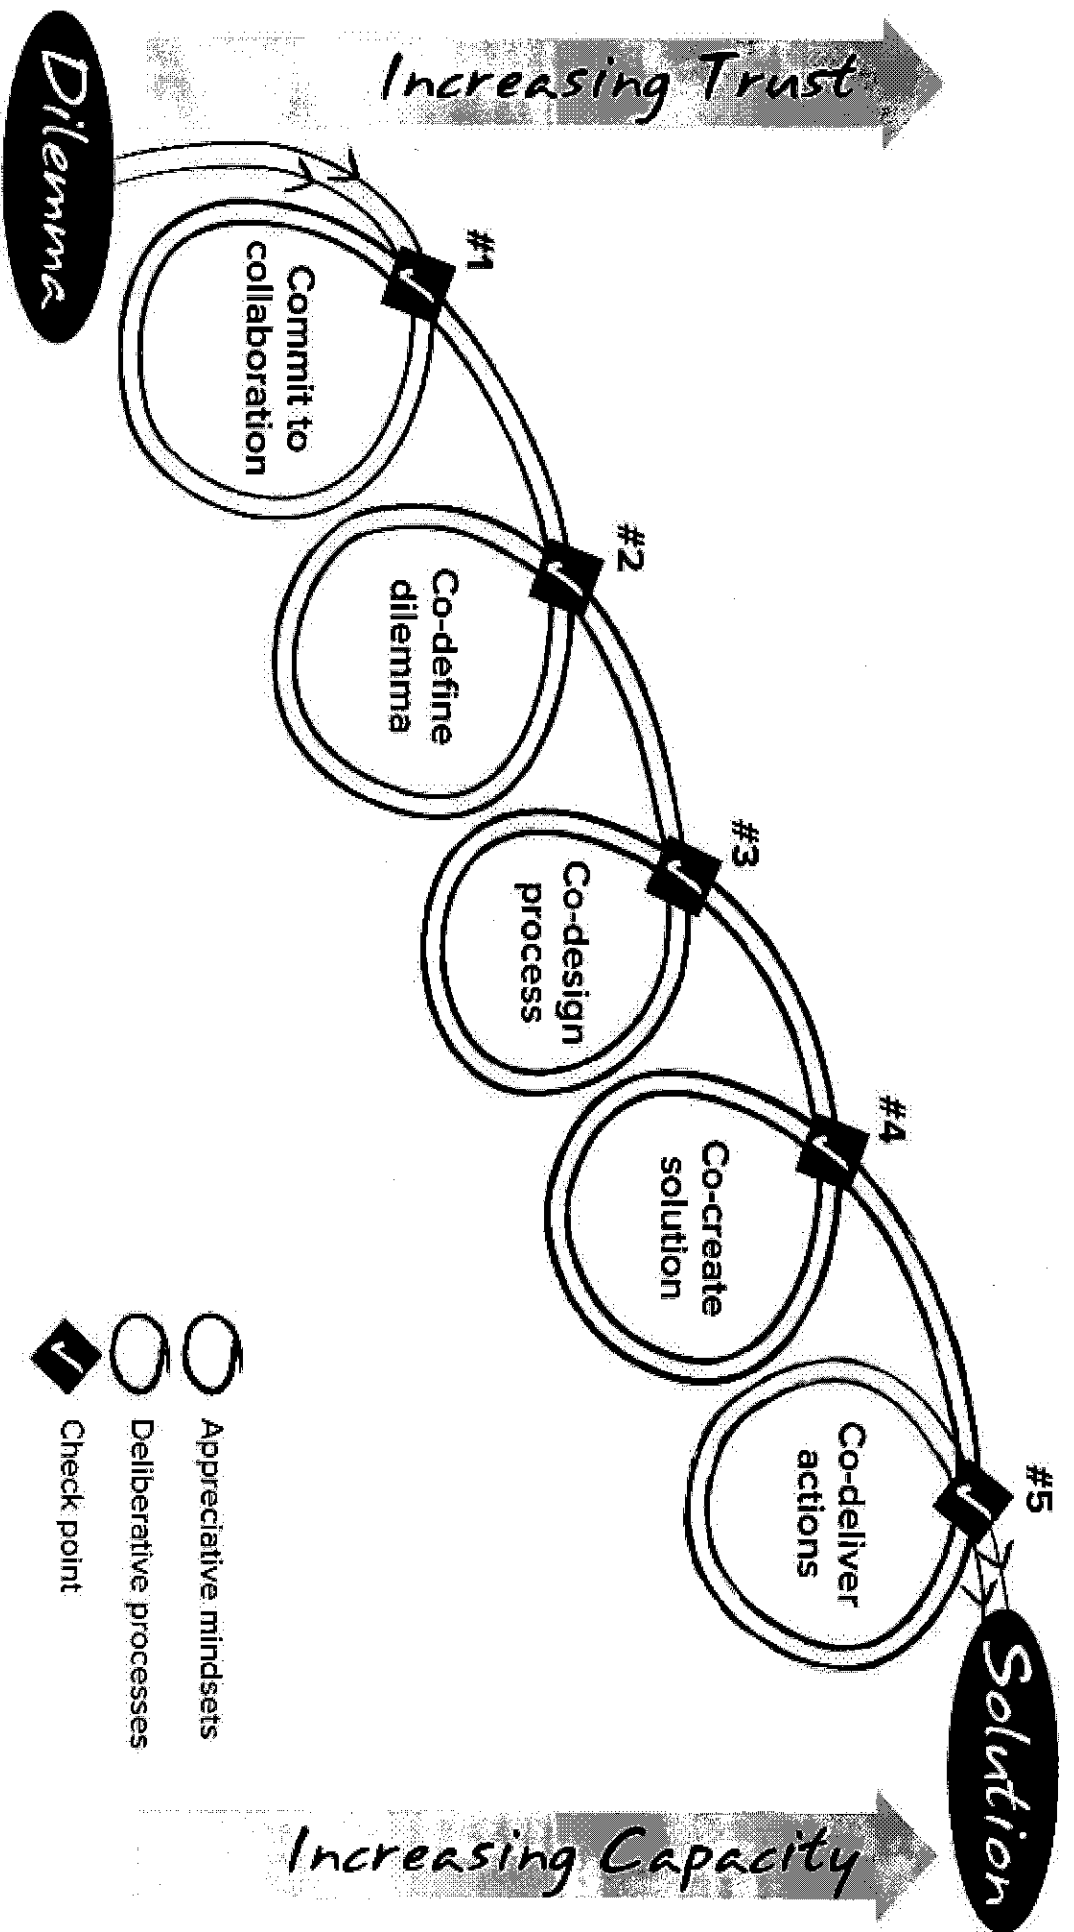 Increasing Trust
Dilemma
#1
Commit to
collaboration
#2
Co-define
dilemma
#3
Co-design
process
#4
Co-create
solution
#5
Co-deliver
actions
Solution
Increasing Capacity
Appreciative mindsets
Deliberative processes
Check point